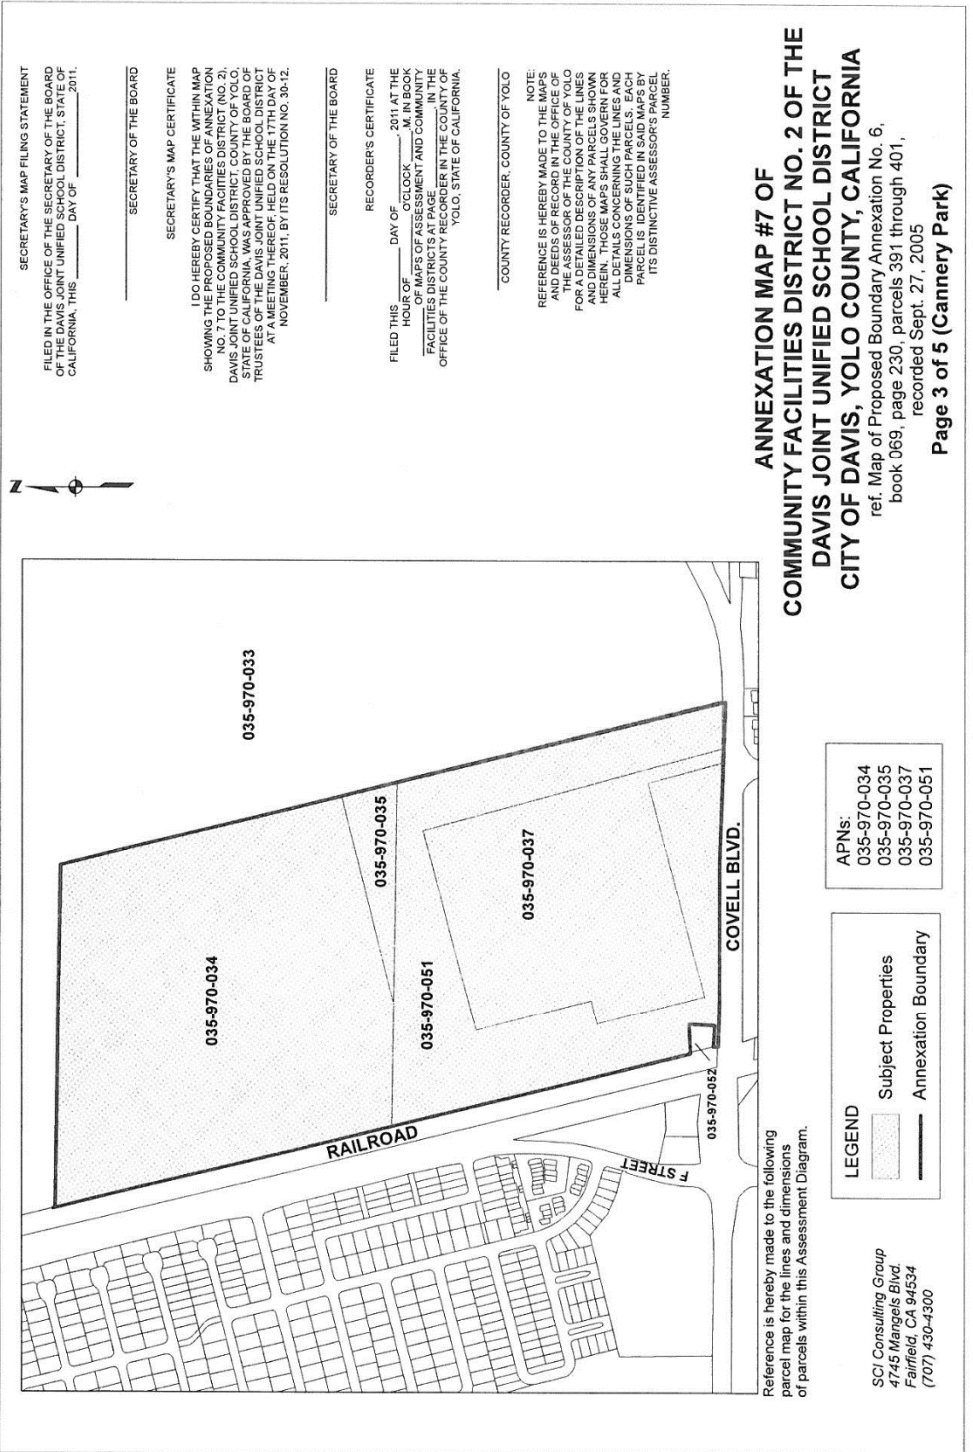 SECRETARY'S MAP FILING STATEMENT
FILED IN THE OFFICE OF THE SECRETARY OF THE BOARD
OF THE DAVIS JOINT UNIFIED SCHOOL DISTRICT, STATE OF
CALIFORNIA, THIS ________ DAY OF ________ 2011.
SECRETARY OF THE BOARD
SECRETARY'S MAP CERTIFICATE
I DO HEREBY CERTIFY THAT THE WITHIN MAP
SHOWING THE PROPOSED BOUNDARIES OF ANNEXATION
NO. 7 TO THE COMMUNITY FACILITIES DISTRICT (NO. 2),
DAVIS JOINT UNIFIED SCHOOL DISTRICT, COUNTY OF YOLO,
STATE OF CALIFORNIA, WAS APPROVED BY THE BOARD OF
TRUSTEES OF THE DAVIS JOINT UNIFIED SCHOOL DISTRICT
AT A MEETING THEREOF, HELD ON THE 17TH DAY OF
NOVEMBER, 2011, BY ITS RESOLUTION NO. 30-12.
SECRETARY OF THE BOARD
RECORDER'S CERTIFICATE
FILED THIS ________ DAY OF ________, 2011 AT THE
HOUR OF ________ O'CLOCK ____.M. IN BOOK
________ OF MAPS OF ASSESSMENT AND COMMUNITY
FACILITIES DISTRICTS AT PAGE ________ IN THE
OFFICE OF THE COUNTY RECORDER IN THE COUNTY OF
YOLO, STATE OF CALIFORNIA.
COUNTY RECORDER, COUNTY OF YOLO
NOTE:
REFERENCE IS HEREBY MADE TO THE MAPS
AND DEEDS OF RECORD IN THE OFFICE OF
THE ASSESSOR OF THE COUNTY OF YOLO
FOR A DETAILED DESCRIPTION OF THE LINES
AND DIMENSIONS OF ANY PARCELS SHOWN
HEREIN. THOSE MAPS SHALL GOVERN FOR
ALL DETAILS CONCERNING THE LINES AND
DIMENSIONS OF SUCH PARCELS. EACH
PARCEL IS IDENTIFIED IN SAID MAPS BY
ITS DISTINCTIVE ASSESSOR'S PARCEL
NUMBER.
N
035-970-033
035-970-034
035-970-035
035-970-037
035-970-051
035-970-052
RAILROAD
F STREET
COVELL BLVD.
ANNEXATION MAP #7 OF
COMMUNITY FACILITIES DISTRICT NO. 2 OF THE
DAVIS JOINT UNIFIED SCHOOL DISTRICT
CITY OF DAVIS, YOLO COUNTY, CALIFORNIA
ref. Map of Proposed Boundary Annexation No. 6,
book 069, page 230, parcels 391 through 401,
recorded Sept. 27, 2005
Page 3 of 5 (Cannery Park)
Reference is hereby made to the following
parcel map for the lines and dimensions
of parcels within this Assessment Diagram.
LEGEND
Subject Properties
Annexation Boundary
APNs:
035-970-034
035-970-035
035-970-037
035-970-051
SCI Consulting Group
4745 Mangels Blvd.
Fairfield, CA 94534
(707) 430-4300